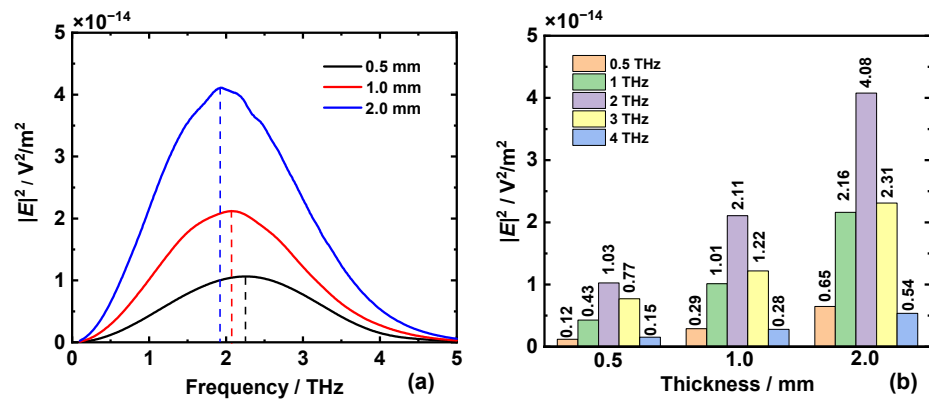 ×10−14
5
4
3
2
1
0
|E|2 / V2/m2
0.5 mm
1.0 mm
2.0 mm
0 1 2 3 4 5
Frequency / THz
(a)
×10−14
5
4
3
2
1
0
|E|2 / V2/m2
0.5 THz
1 THz
2 THz
3 THz
4 THz
0.12 0.43 1.03 0.77 0.15
0.29 1.01 2.11 1.22 0.28
0.65 2.16 4.08 2.31 0.54
0.5 1.0 2.0
Thickness / mm
(b)